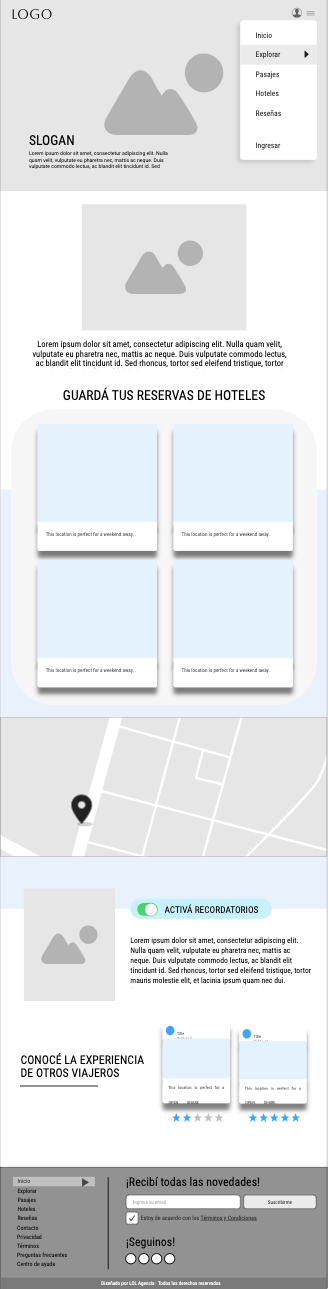 LOGO
Inicio
Explorar
Pasajes
Hoteles
Reseñas
Ingresar
SLOGAN
Lorem ipsum dolor sit amet, consectetur adipiscing elit. Nulla
quam velit, vulputate eu pharetra nec, mattis ac neque. Duis
vulputate commodo lectus, ac blandit elit tincidunt id. Sed
Lorem ipsum dolor sit amet, consectetur adipiscing elit. Nulla quam velit,
vulputate eu pharetra nec, mattis ac neque. Duis vulputate commodo lectus,
ac blandit elit tincidunt id. Sed rhoncus, tortor sed eleifend tristique, tortor
GUARDÁ TUS RESERVAS DE HOTELES
This location is perfect for a weekend away.
This location is perfect for a weekend away.
This location is perfect for a weekend away.
This location is perfect for a weekend away.
ACTIVÁ RECORDATORIOS
Lorem ipsum dolor sit amet, consectetur adipiscing elit.
Nulla quam velit, vulputate eu pharetra nec, mattis ac
neque. Duis vulputate commodo lectus, ac blandit elit
tincidunt id. Sed rhoncus, tortor sed eleifend tristique, tortor
mauris molestie elit, et lacinia ipsum quam nec dui.
CONOCÉ LA EXPERIENCIA
DE OTROS VIAJEROS
Title
This location is perfect for a
OPEN SHARE
Title
This location is perfect for a
OPEN SHARE
Inicio
Explorar
Pasajes
Hoteles
Reseñas
Contacto
Privacidad
Términos
Preguntas frecuentes
Centro de ayuda
¡Recibí todas las novedades!
Ingrese su email
Suscribirme
Estoy de acuerdo con los Términos y Condiciones
¡Seguinos!
Diseñado por LOL Agencia · Todos los derechos reservados